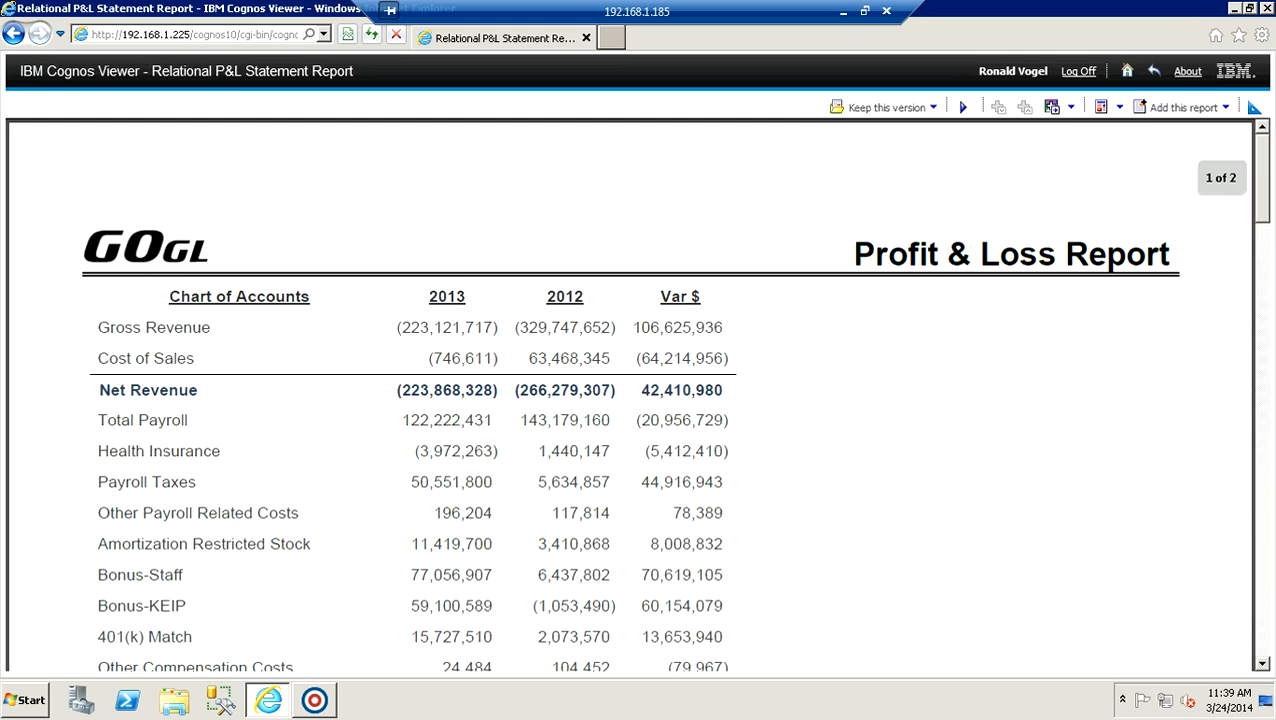 Relational P&L Statement Report - IBM Cognos Viewer - Windows Internet Explorer
192.168.1.185
http://192.168.1.225/cognos10/cgi-bin/cognc
Relational P&L Statement Re...
IBM Cognos Viewer - Relational P&L Statement Report
Ronald Vogel Log Off About IBM.
Keep this version Add this report
1 of 2
GOGL
Profit & Loss Report
Chart of Accounts 2013 2012 Var $
Gross Revenue (223,121,717) (329,747,652) 106,625,936
Cost of Sales (746,611) 63,468,345 (64,214,956)
Net Revenue (223,868,328) (266,279,307) 42,410,980
Total Payroll 122,222,431 143,179,160 (20,956,729)
Health Insurance (3,972,263) 1,440,147 (5,412,410)
Payroll Taxes 50,551,800 5,634,857 44,916,943
Other Payroll Related Costs 196,204 117,814 78,389
Amortization Restricted Stock 11,419,700 3,410,868 8,008,832
Bonus-Staff 77,056,907 6,437,802 70,619,105
Bonus-KEIP 59,100,589 (1,053,490) 60,154,079
401(k) Match 15,727,510 2,073,570 13,653,940
Other Compensation Costs 24,484 104,452 (79,967)
Start
11:39 AM
3/24/2014